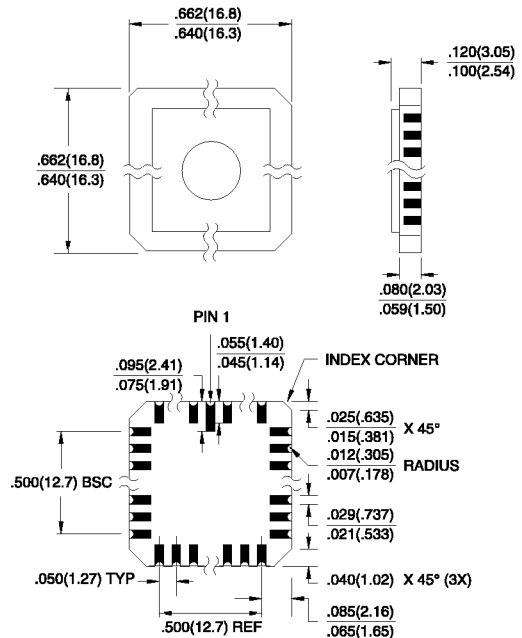 .662(16.8)
.640(16.3)
.120(3.05)
.100(2.54)
.662(16.8)
.640(16.3)
.080(2.03)
.059(1.50)
PIN 1
.055(1.40)
.045(1.14)
.095(2.41)
.075(1.91)
INDEX CORNER
.025(.635)
.015(.381)
X 45°
.012(.305)
.007(.178)
RADIUS
.500(12.7) BSC
.029(.737)
.021(.533)
.050(1.27) TYP
.040(1.02) X 45° (3X)
.500(12.7) REF
.085(2.16)
.065(1.65)